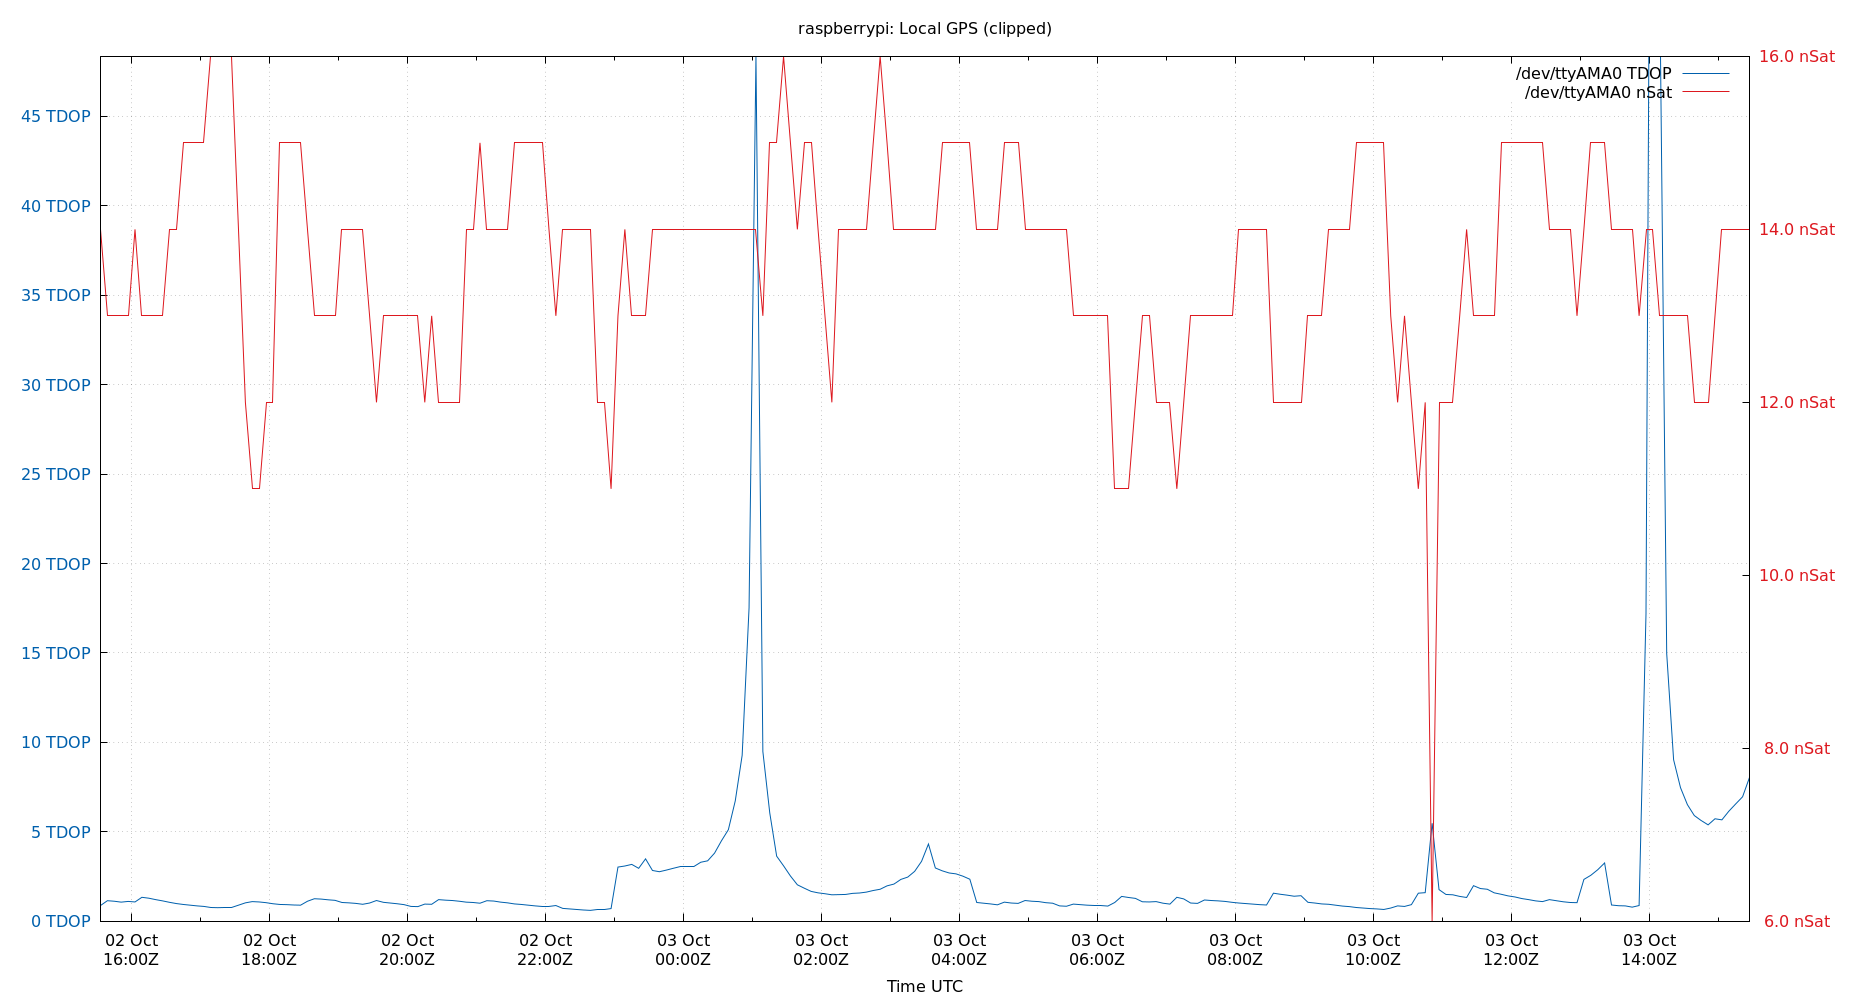 raspberrypi: Local GPS (clipped)
/dev/ttyAMA0 TDOP
/dev/ttyAMA0 nSat
45 TDOP
40 TDOP
35 TDOP
30 TDOP
25 TDOP
20 TDOP
15 TDOP
10 TDOP
5 TDOP
0 TDOP
16.0 nSat
14.0 nSat
12.0 nSat
10.0 nSat
8.0 nSat
6.0 nSat
02 Oct
16:00Z
02 Oct
18:00Z
02 Oct
20:00Z
02 Oct
22:00Z
03 Oct
00:00Z
03 Oct
02:00Z
03 Oct
04:00Z
03 Oct
06:00Z
03 Oct
08:00Z
03 Oct
10:00Z
03 Oct
12:00Z
03 Oct
14:00Z
Time UTC